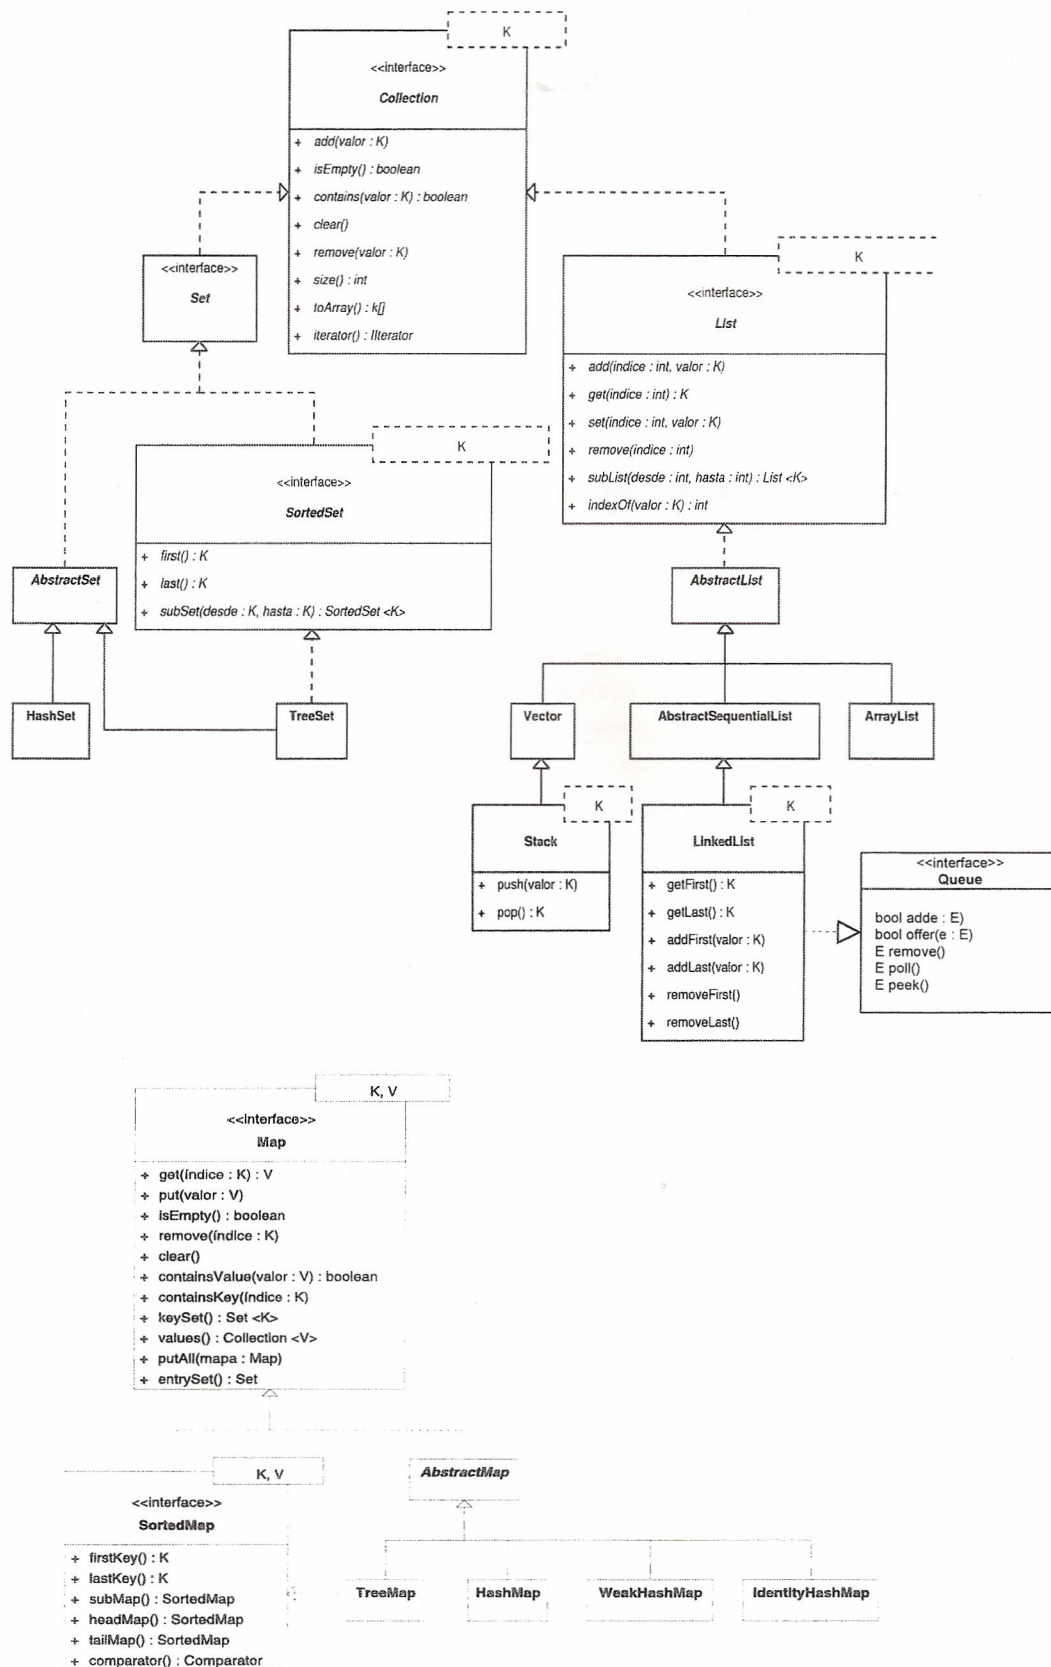 K
<<interface>>
Collection
+ add(valor : K)
+ isEmpty() : boolean
+ contains(valor : K) : boolean
+ clear()
+ remove(valor : K)
+ size() : int
+ toArray() : k[]
+ iterator() : IIterator
<<interface>>
Set
K
<<interface>>
List
+ add(indice : int, valor : K)
+ get(indice : int) : K
+ set(indice : int, valor : K)
+ remove(indice : int)
+ subList(desde : int, hasta : int) : List <K>
+ indexOf(valor : K) : int
K
<<interface>>
SortedSet
+ first() : K
+ last() : K
+ subSet(desde : K, hasta : K) : SortedSet <K>
AbstractSet
AbstractList
HashSet
TreeSet
Vector
AbstractSequentialList
ArrayList
K
Stack
+ push(valor : K)
+ pop() : K
K
LinkedList
+ getFirst() : K
+ getLast() : K
+ addFirst(valor : K)
+ addLast(valor : K)
+ removeFirst()
+ removeLast()
<<interface>>
Queue
bool adde : E)
bool offer(e : E)
E remove()
E poll()
E peek()
K, V
<<interface>>
Map
+ get(índice : K) : V
+ put(valor : V)
+ isEmpty() : boolean
+ remove(índice : K)
+ clear()
+ containsValue(valor : V) : boolean
+ containsKey(índice : K)
+ keySet() : Set <K>
+ values() : Collection <V>
+ putAll(mapa : Map)
+ entrySet() : Set
K, V
<<interface>>
SortedMap
+ firstKey() : K
+ lastKey() : K
+ subMap() : SortedMap
+ headMap() : SortedMap
+ tailMap() : SortedMap
+ comparator() : Comparator
AbstractMap
TreeMap
HashMap
WeakHashMap
IdentityHashMap